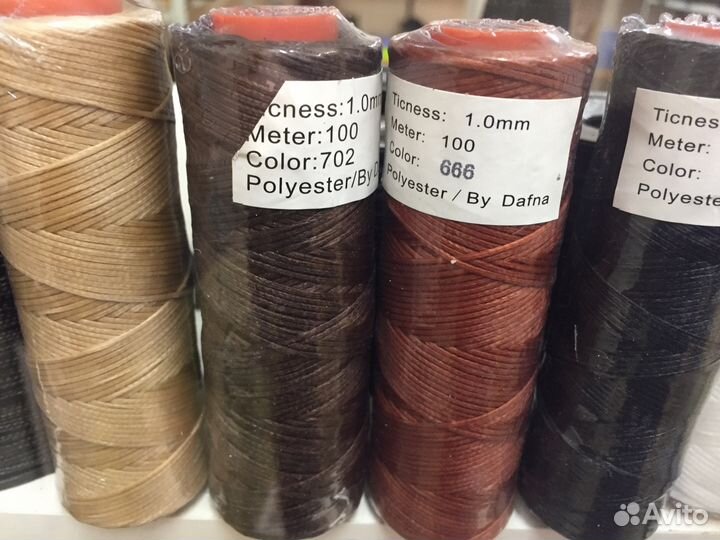 Ticness:1.0mm
Meter:100
Color:702
Polyester/By
Ticness: 1.0mm
Meter: 100
Color: 666
Polyester / By Dafna
Ticness:
Meter:
Color:
Polyester
Avito